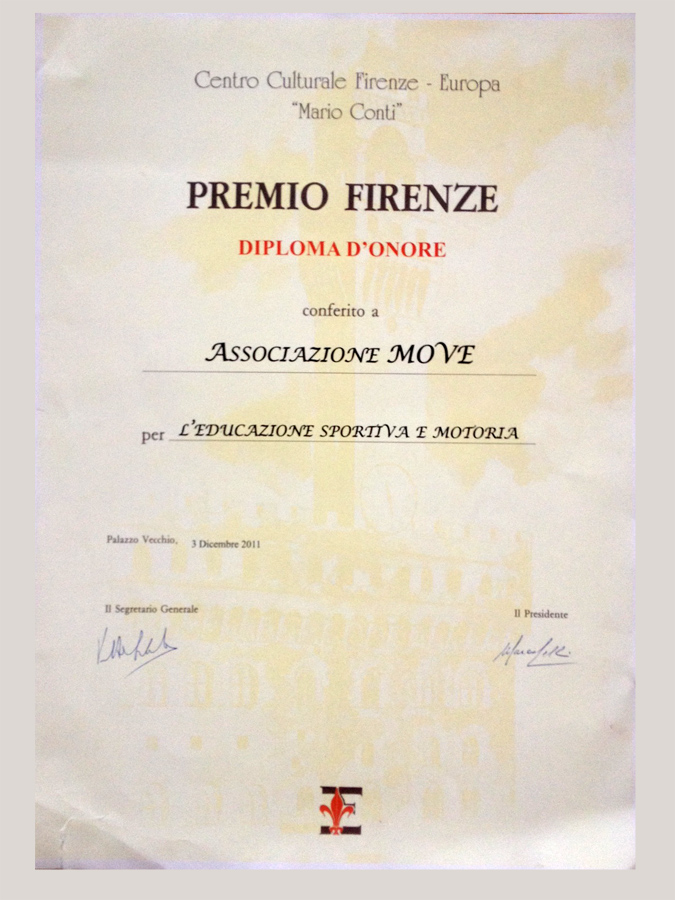 Centro Culturale Firenze - Europa
"Mario Conti"
PREMIO FIRENZE
DIPLOMA D'ONORE
conferito a
ASSOCIAZIONE MOVE
per L'EDUCAZIONE SPORTIVA E MOTORIA
Palazzo Vecchio, 3 Dicembre 2011
Il Segretario Generale
Il Presidente